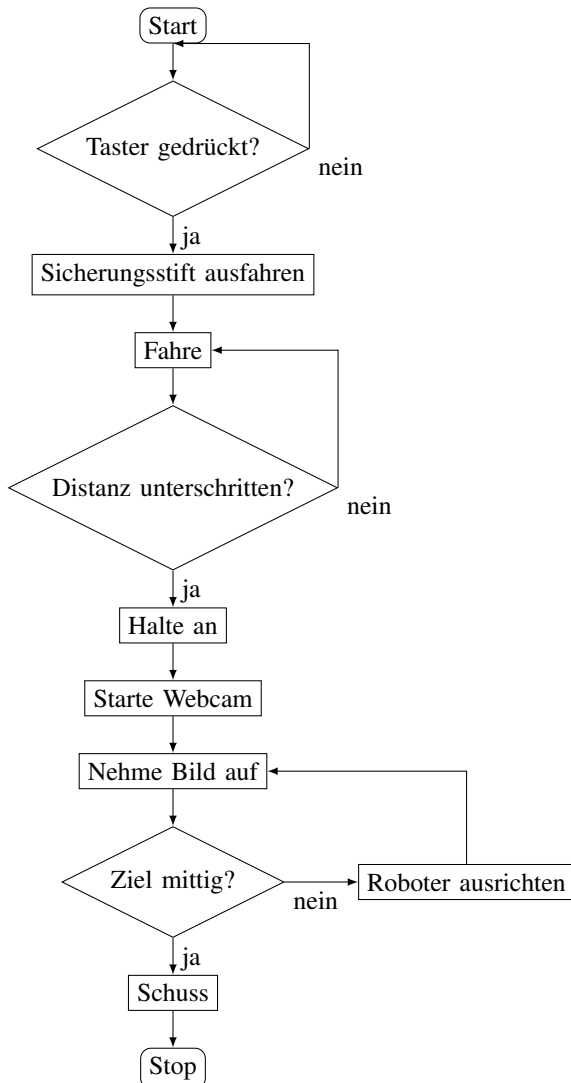 Start
Taster gedrückt?
nein
ja
Sicherungsstift ausfahren
Fahre
Distanz unterschritten?
nein
ja
Halte an
Starte Webcam
Nehme Bild auf
Ziel mittig?
nein
Roboter ausrichten
ja
Schuss
Stop